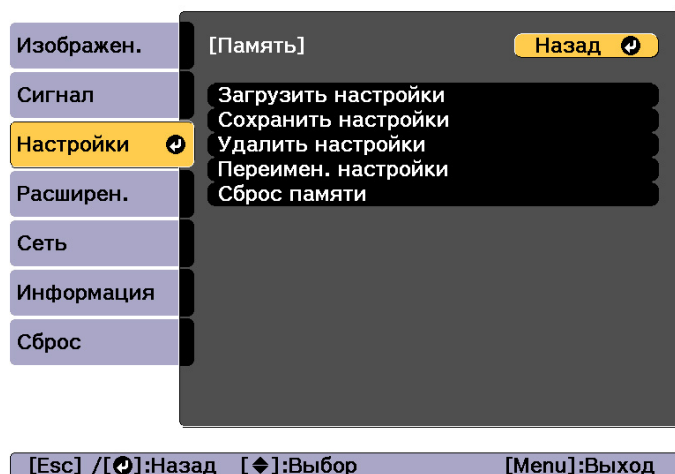 Изображен.
Сигнал
Настройки
Расширен.
Сеть
Информация
Сброс
[Память]
Назад
Загрузить настройки
Сохранить настройки
Удалить настройки
Переимен. настройки
Сброс памяти
[Esc] /[⏎]:Назад [◆]:Выбор [Menu]:Выход